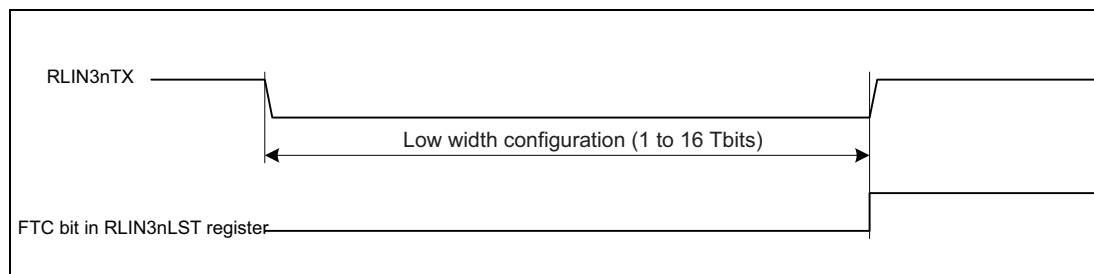 RLIN3nTX
Low width configuration (1 to 16 Tbits)
FTC bit in RLIN3nLST register